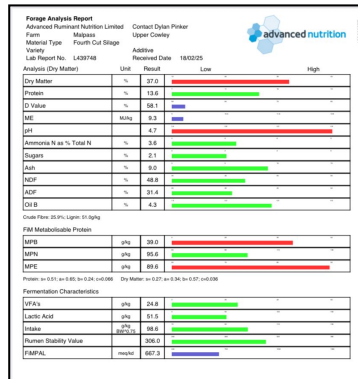 Forage Analysis Report
Advanced Ruminant Nutrition Limited Contact Dylan Pinker
Farm Malpass Upper Cowley
advanced nutrition
Material Type Fourth Cut Silage
Variety Additive
Lab Report No. L439748 Received Date 18/02/25
Analysis (Dry Matter) Unit Result Low High
Dry Matter % 37.0
Protein % 13.6
D Value % 58.1
ME MJ/kg 9.3
pH 4.7
Ammonia N as % Total N % 3.6
Sugars % 2.1
Ash % 9.0
NDF % 48.8
ADF % 31.4
Oil B % 4.3
Crude Fibre: 25.9%; Lignin: 51.0g/kg
FiM Metabolisable Protein
MPB g/kg 39.0
MPN g/kg 95.6
MPE g/kg 89.6
Protein: a= 0.51; a= 0.65; b= 0.24; c=0.066 Dry Matter: a= 0.27; a= 0.34; b= 0.57; c=0.036
Fermentation Characteristics
VFA's g/kg 24.8
Lactic Acid g/kg 51.5
Intake g/kg BW^0.75 98.6
Rumen Stability Value 306.0
FiMPAL meq/kd 667.3